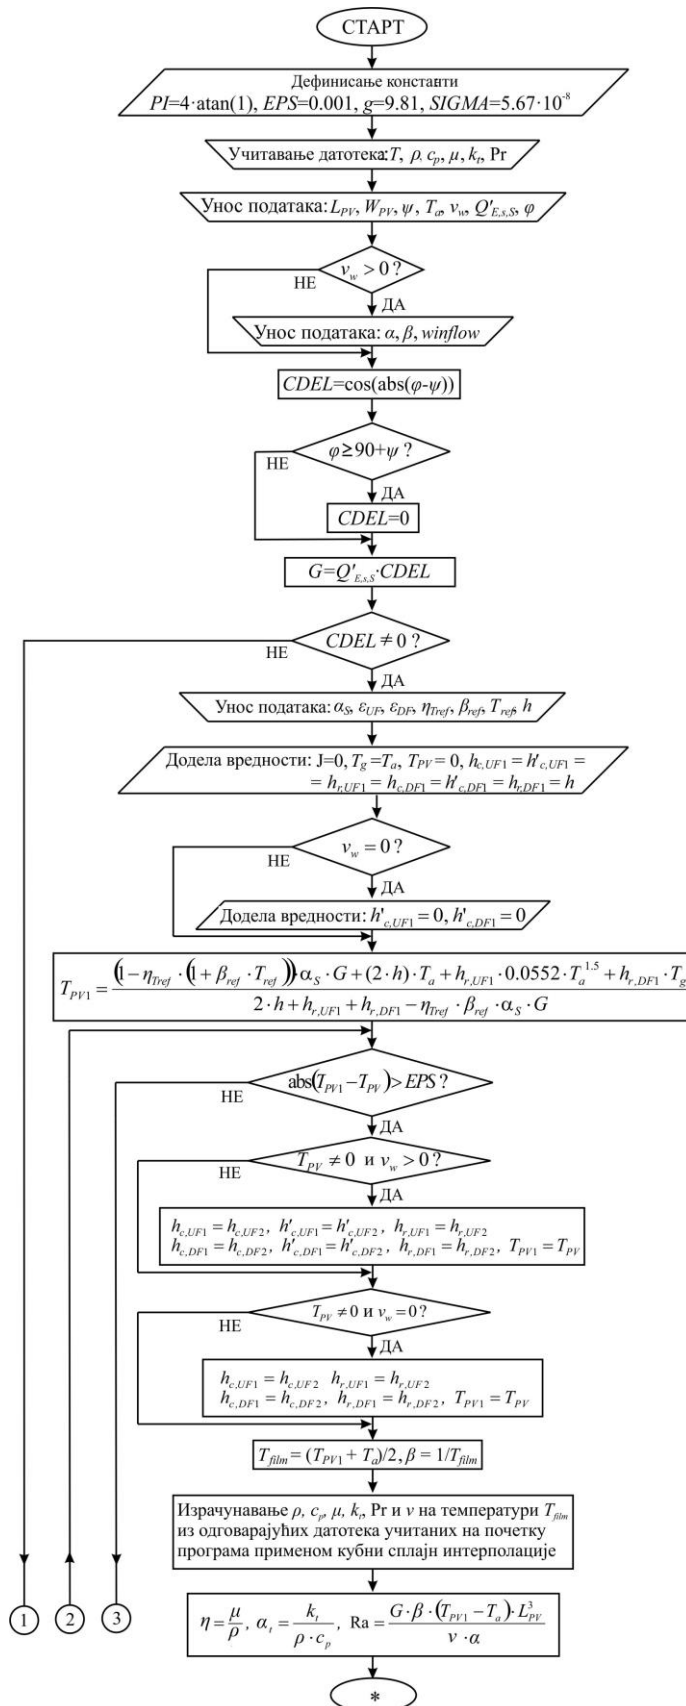 СТАРТ
Дефинисање константи
PI=4·atan(1), EPS=0.001, g=9.81, SIGMA=5.67·10⁻⁸
Учитавање датотека: T, ρ, c_p, μ, k_t, Pr
Унос података: L_PV, W_PV, ψ, T_a, v_w, Q'_E,s,S, φ
v_w > 0 ?
НЕ
ДА
Унос података: α, β, winflow
CDEL=cos(abs(φ-ψ))
φ≥90+ψ ?
НЕ
ДА
CDEL=0
G=Q'_E,s,S·CDEL
CDEL ≠ 0 ?
НЕ
ДА
Унос података: α_S, ε_UF, ε_DF, η_Tref, β_ref, T_ref, h
Додела вредности: J=0, T_g =T_a, T_PV = 0, h_c,UF1 = h'_c,UF1 =
= h_r,UF1 = h_c,DF1 = h'_c,DF1 = h_r,DF1 = h
v_w = 0 ?
НЕ
ДА
Додела вредности: h'_c,UF1 = 0, h'_c,DF1 = 0
T_PV1 = ((1−η_Tref · (1+β_ref · T_ref))·α_S · G + (2·h)·T_a + h_r,UF1 · 0.0552·T_a^1.5 + h_r,DF1 · T_g) / (2·h + h_r,UF1 + h_r,DF1 − η_Tref · β_ref · α_S · G)
abs(T_PV1−T_PV)>EPS ?
НЕ
ДА
T_PV ≠ 0 и v_w > 0 ?
НЕ
ДА
h_c,UF1 = h_c,UF2, h'_c,UF1 = h'_c,UF2, h_r,UF1 = h_r,UF2
h_c,DF1 = h_c,DF2, h'_c,DF1 = h'_c,DF2, h_r,DF1 = h_r,DF2, T_PV1 = T_PV
T_PV ≠ 0 и v_w = 0?
НЕ
ДА
h_c,UF1 = h_c,UF2 h_r,UF1 = h_r,UF2
h_c,DF1 = h_c,DF2, h_r,DF1 = h_r,DF2, T_PV1 = T_PV
T_film = (T_PV1 + T_a)/2, β = 1/T_film
Израчунавање ρ, c_p, μ, k_t, Pr и ν на температури T_film
из одговарајућих датотека учитаних на почетку
програма применом кубни сплајн интерполације
η = μ/ρ, α_t = k_t/(ρ·c_p), Ra = (G·β·(T_PV1 − T_a)·L_PV^3)/(ν·α)
1
2
3
*